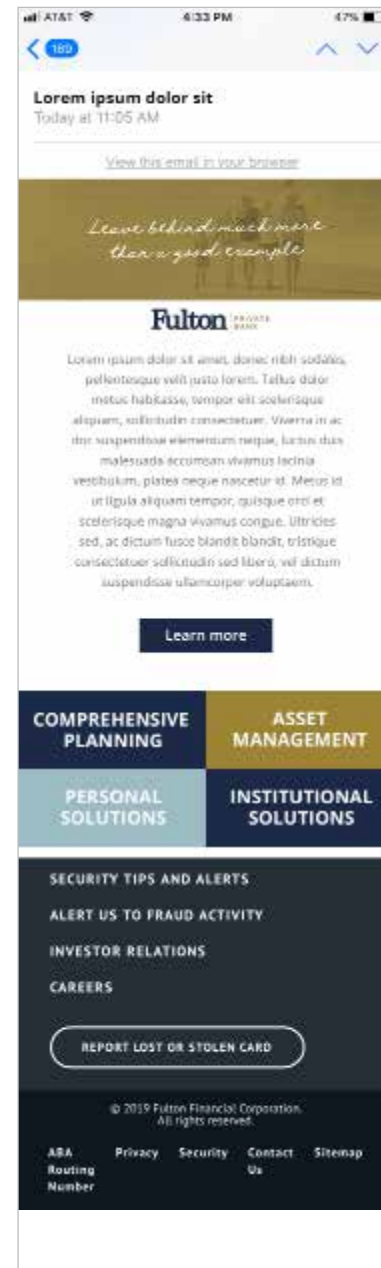 AT&T 4:33 PM 47%
189
Lorem ipsum dolor sit
Today at 11:05 AM
View this email in your browser
Leave behind much more
than a good example
Fulton PRIVATE
BANK
Lorem ipsum dolor sit amet, donec nibh sodales,
pellentesque velit justo lorem. Tellus dolor
metus habitasse, tempor elit scelerisque
aliquam, sollicitudin consectetuer. Viverra in ac
dor suspendisse elementum neque, luctus duis
malesuada accumsan vivamus lacinia
vestibulum, platea neque nascetur id. Metus id
ut ligula aliquam tempor, quisque orci et
scelerisque magna vivamus congue. Ultricies
sed, ac dictum fusce blandit blandit, tristique
consectetuer sollicitudin sed libero, vel dictum
suspendisse ullamcorper voluptaem.
Learn more
COMPREHENSIVE
PLANNING
ASSET
MANAGEMENT
PERSONAL
SOLUTIONS
INSTITUTIONAL
SOLUTIONS
SECURITY TIPS AND ALERTS
ALERT US TO FRAUD ACTIVITY
INVESTOR RELATIONS
CAREERS
REPORT LOST OR STOLEN CARD
© 2019 Fulton Financial Corporation.
All rights reserved.
ABA
Routing
Number
Privacy
Security
Contact
Us
Sitemap